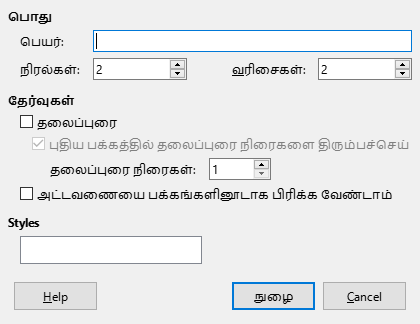 பொது
பெயர்:
நிரல்கள்: 2 வரிசைகள்: 2
தேர்வுகள்
தலைப்புரை
புதிய பக்கத்தில் தலைப்புரை நிரைகளை திரும்பச்செய்
தலைப்புரை நிரைகள்: 1
அட்டவணையை பக்கங்களினூடாக பிரிக்க வேண்டாம்
Styles
Help நுழை Cancel